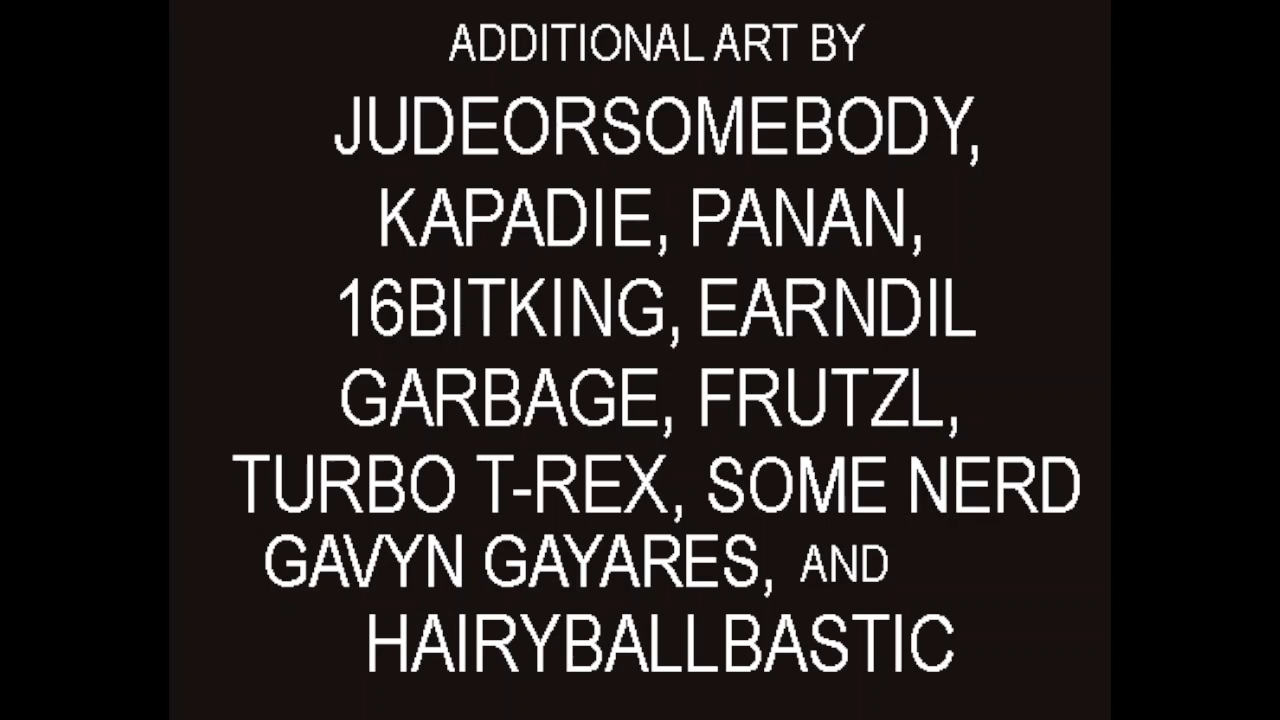 ADDITIONAL ART BY
JUDEORSOMEBODY,
KAPADIE, PANAN,
16BITKING, EARNDIL
GARBAGE, FRUTZL,
TURBO T-REX, SOME NERD
GAVYN GAYARES, AND
HAIRYBALLBASTIC